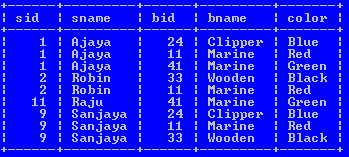 sid | sname | bid | bname | color
1 | Ajaya | 24 | Clipper | Blue
1 | Ajaya | 11 | Marine | Red
1 | Ajaya | 41 | Marine | Green
2 | Robin | 33 | Wooden | Black
2 | Robin | 11 | Marine | Red
11 | Raju | 41 | Marine | Green
9 | Sanjaya | 24 | Clipper | Blue
9 | Sanjaya | 11 | Marine | Red
9 | Sanjaya | 33 | Wooden | Black